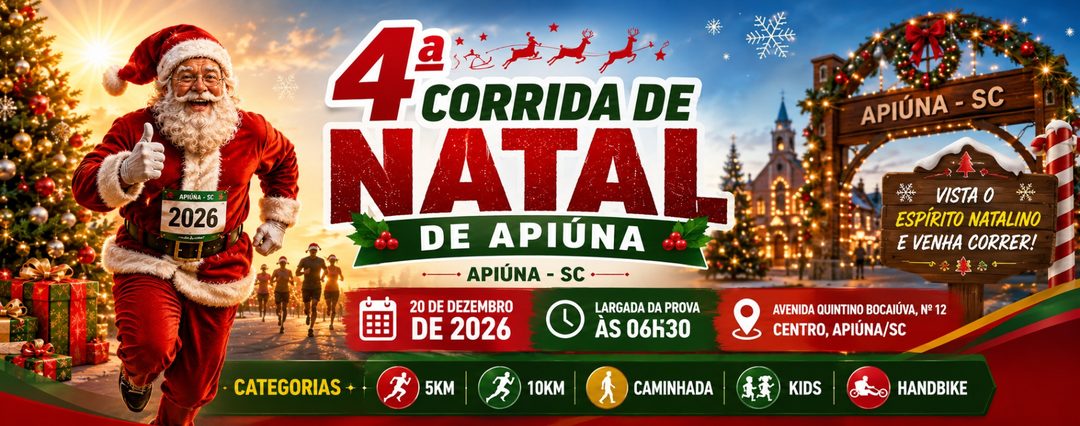 4ª
CORRIDA DE
NATAL
DE APIÚNA
APIÚNA - SC
20 DE DEZEMBRO
DE 2026
LARGADA DA PROVA
ÀS 06H30
AVENIDA QUINTINO BOCAIÚVA, Nº 12
CENTRO, APIÚNA/SC
CATEGORIAS
5KM
10KM
CAMINHADA
KIDS
HANDBIKE
APIÚNA - SC
2026
APIÚNA - SC
VISTA O
ESPÍRITO NATALINO
E VENHA CORRER!